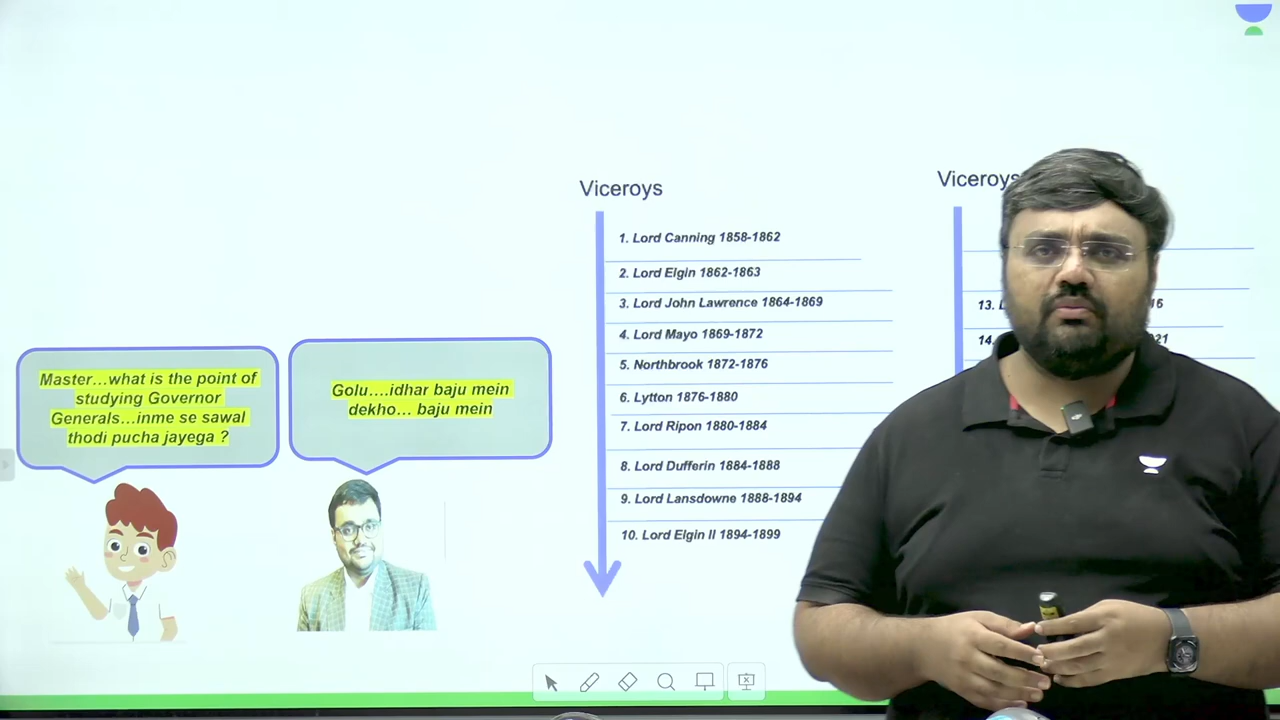 Viceroys
1. Lord Canning 1858-1862
2. Lord Elgin 1862-1863
3. Lord John Lawrence 1864-1869
4. Lord Mayo 1869-1872
5. Northbrook 1872-1876
6. Lytton 1876-1880
7. Lord Ripon 1880-1884
8. Lord Dufferin 1884-1888
9. Lord Lansdowne 1888-1894
10. Lord Elgin II 1894-1899
Viceroys
13.
14.
Master...what is the point of
studying Governor
Generals...inme se sawal
thodi pucha jayega ?
Golu....idhar baju mein
dekho... baju mein